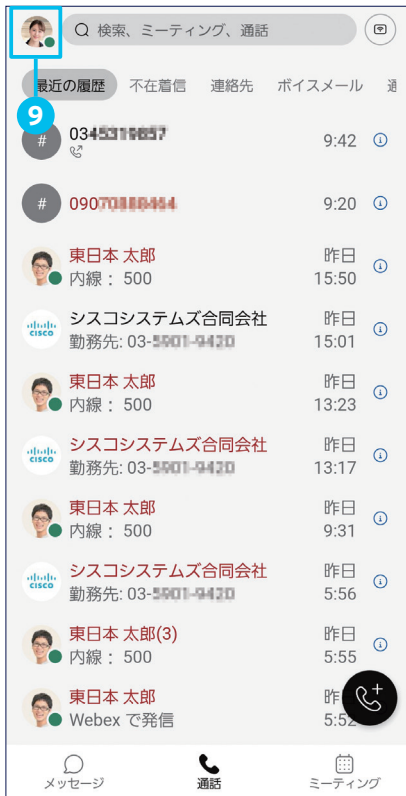 検索、ミーティング、通話
最近の履歴 不在着信 連絡先 ボイスメール
9
# 03 9:42
# 090 9:20
東日本 太郎 昨日
内線： 500 15:50
シスコシステムズ合同会社 昨日
cisco 勤務先: 03- 15:01
東日本 太郎 昨日
内線： 500 13:23
シスコシステムズ合同会社 昨日
cisco 勤務先: 03- 13:17
東日本 太郎 昨日
内線： 500 9:31
シスコシステムズ合同会社 昨日
cisco 勤務先: 03- 5:56
東日本 太郎(3) 昨日
内線： 500 5:55
東日本 太郎 昨
Webex で発信 5:52
メッセージ 通話 ミーティング